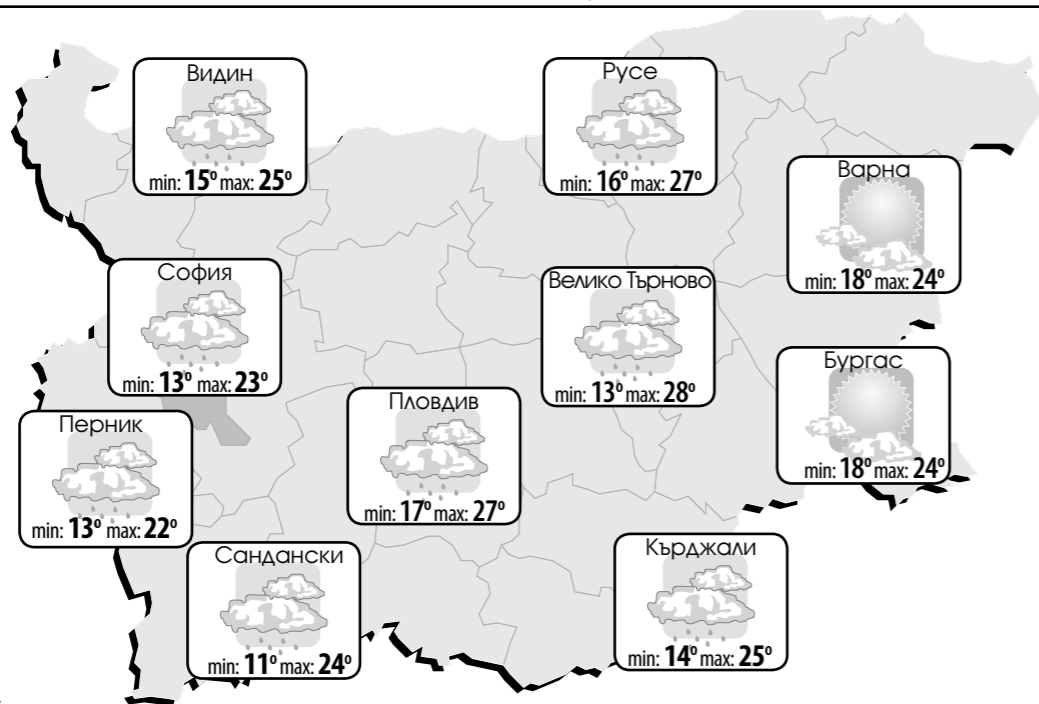 Видин
min: 15° max: 25°
Русе
min: 16° max: 27°
Варна
min: 18° max: 24°
София
min: 13° max: 23°
Велико Търново
min: 13° max: 28°
Бургас
min: 18° max: 24°
Пловдив
min: 17° max: 27°
Перник
min: 13° max: 22°
Сандански
min: 11° max: 24°
Кърджали
min: 14° max: 25°